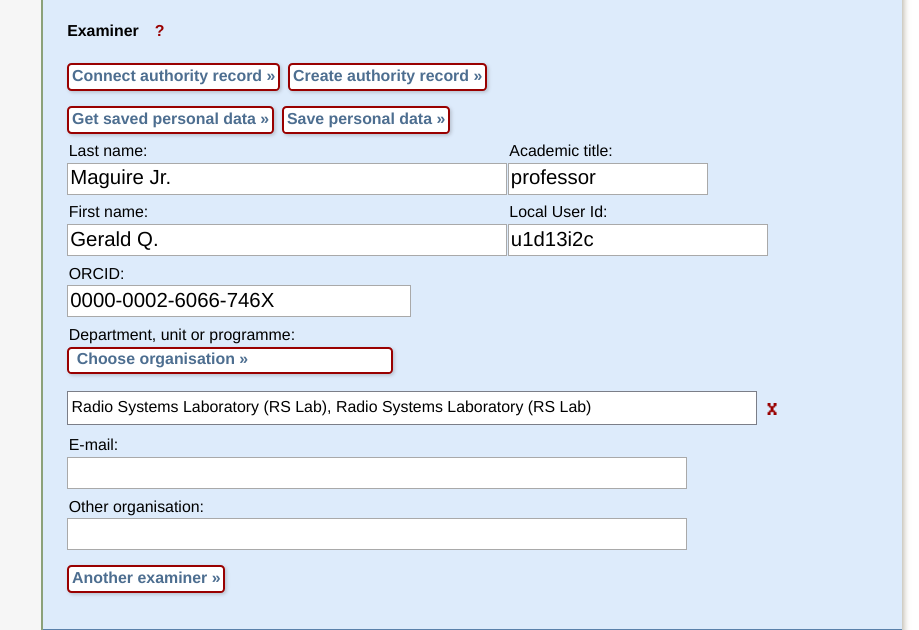 Examiner ?
Connect authority record » Create authority record »
Get saved personal data » Save personal data »
Last name: Academic title:
Maguire Jr. professor
First name: Local User Id:
Gerald Q. u1d13i2c
ORCID:
0000-0002-6066-746X
Department, unit or programme:
Choose organisation »
Radio Systems Laboratory (RS Lab), Radio Systems Laboratory (RS Lab) x
E-mail:
Other organisation:
Another examiner »